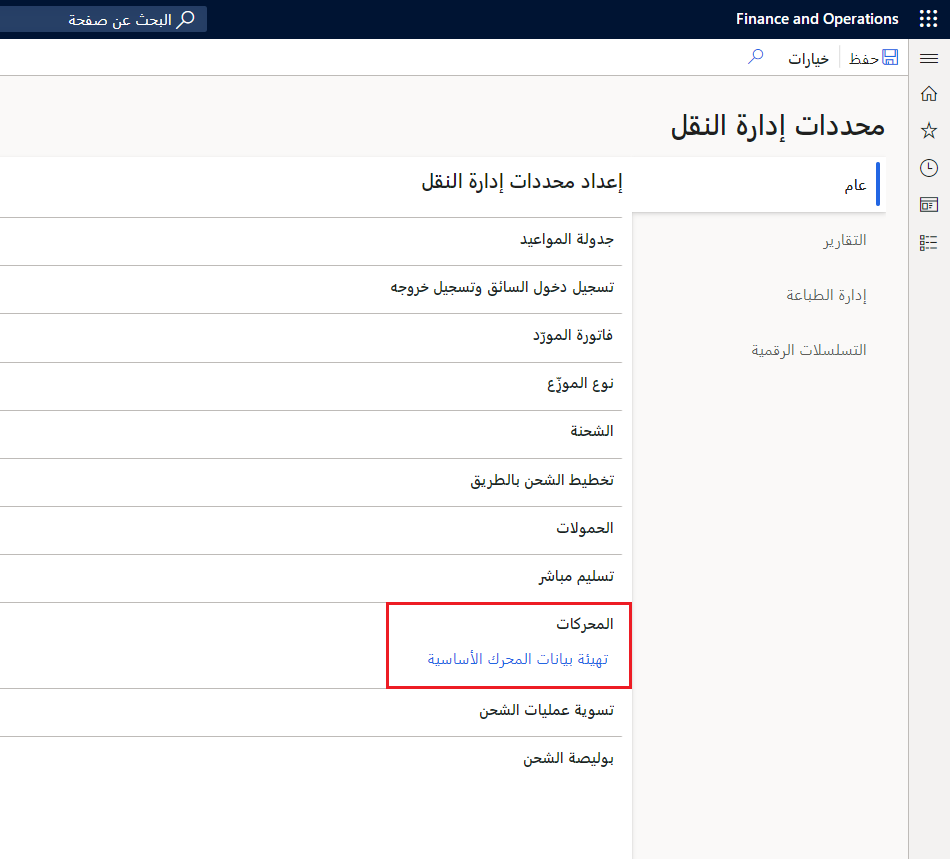 Finance and Operations
البحث عن صفحة
حفظ
خيارات
محددات إدارة النقل
عام
التقارير
إدارة الطباعة
التسلسلات الرقمية
إعداد محددات إدارة النقل
جدولة المواعيد
تسجيل دخول السائق وتسجيل خروجه
فاتورة المورّد
نوع الموزّع
الشحنة
تخطيط الشحن بالطريق
الحمولات
تسليم مباشر
المحركات
تهيئة بيانات المحرك الأساسية
تسوية عمليات الشحن
بوليصة الشحن